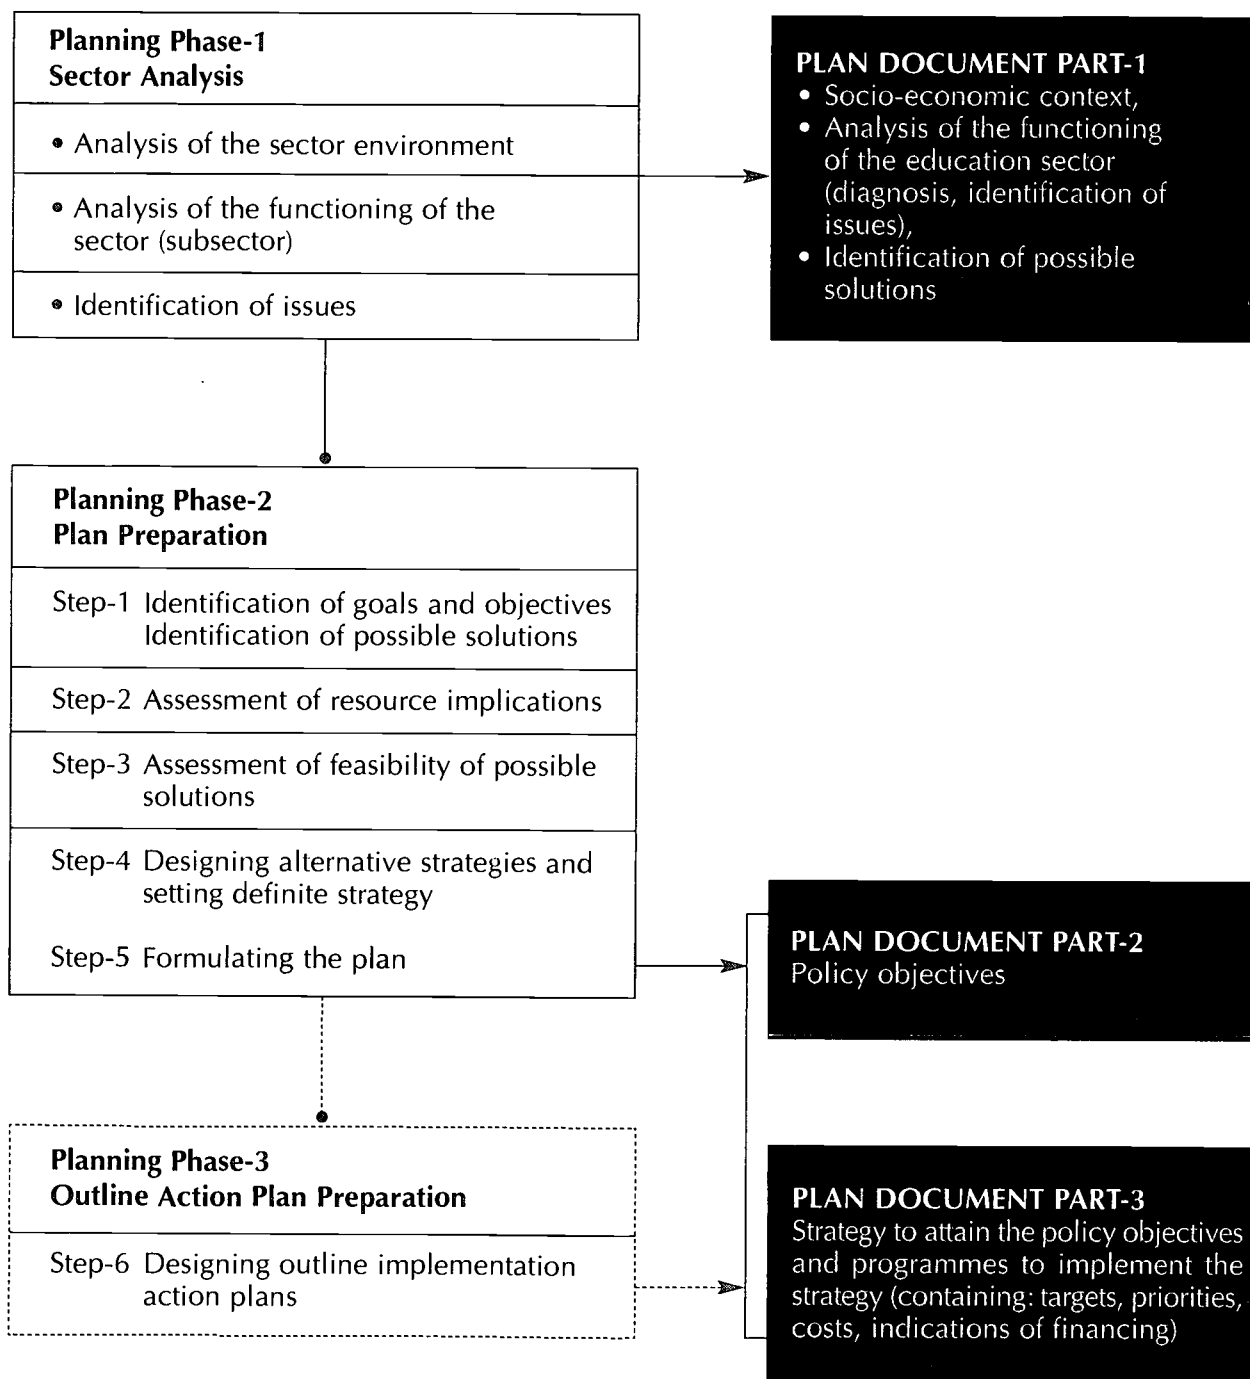 Planning Phase-1
Sector Analysis
• Analysis of the sector environment
• Analysis of the functioning of the
sector (subsector)
• Identification of issues
PLAN DOCUMENT PART-1
• Socio-economic context,
• Analysis of the functioning
of the education sector
(diagnosis, identification of
issues),
• Identification of possible
solutions
Planning Phase-2
Plan Preparation
Step-1 Identification of goals and objectives
Identification of possible solutions
Step-2 Assessment of resource implications
Step-3 Assessment of feasibility of possible
solutions
Step-4 Designing alternative strategies and
setting definite strategy
Step-5 Formulating the plan
PLAN DOCUMENT PART-2
Policy objectives
Planning Phase-3
Outline Action Plan Preparation
Step-6 Designing outline implementation
action plans
PLAN DOCUMENT PART-3
Strategy to attain the policy objectives
and programmes to implement the
strategy (containing: targets, priorities,
costs, indications of financing)